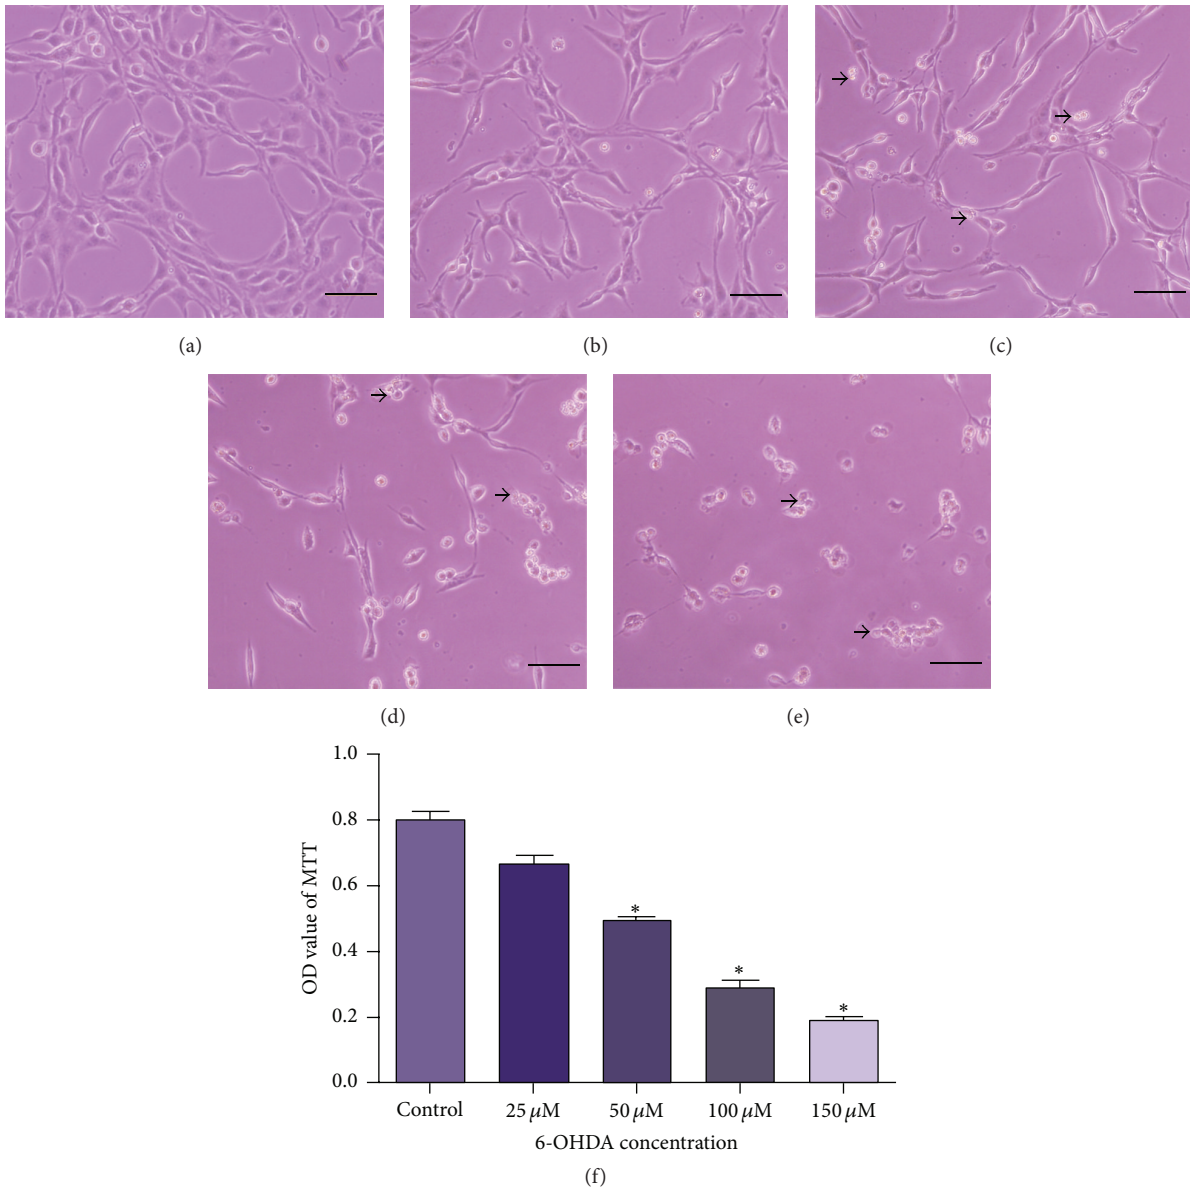 (a)
(b)
(c)
(d)
(e)
1.0
0.8
0.6
0.4
0.2
0.0
OD value of MTT
*
*
*
Control
25 μM
50 μM
100 μM
150 μM
6-OHDA concentration
(f)